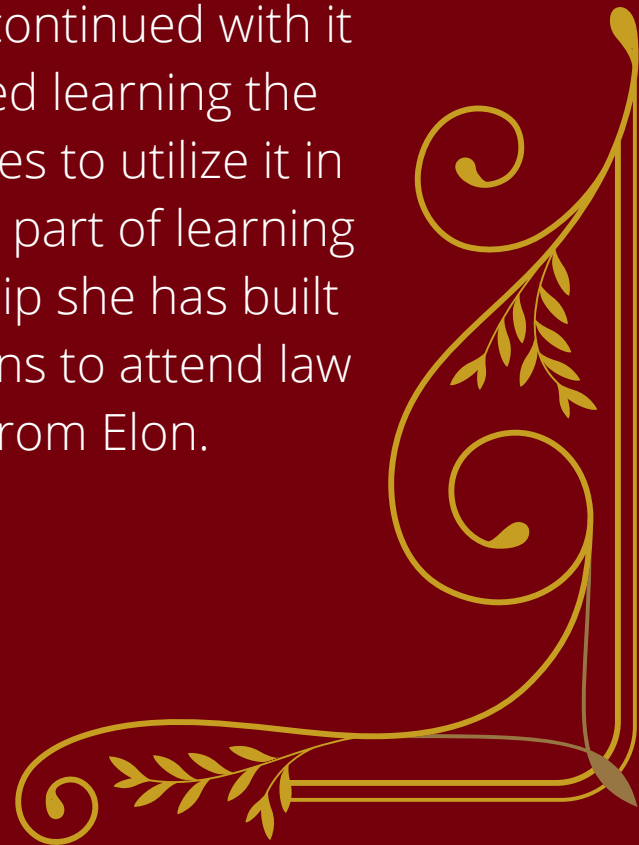 continued with it
ed learning the
es to utilize it in
part of learning
ip she has built
ns to attend law
rom Elon.